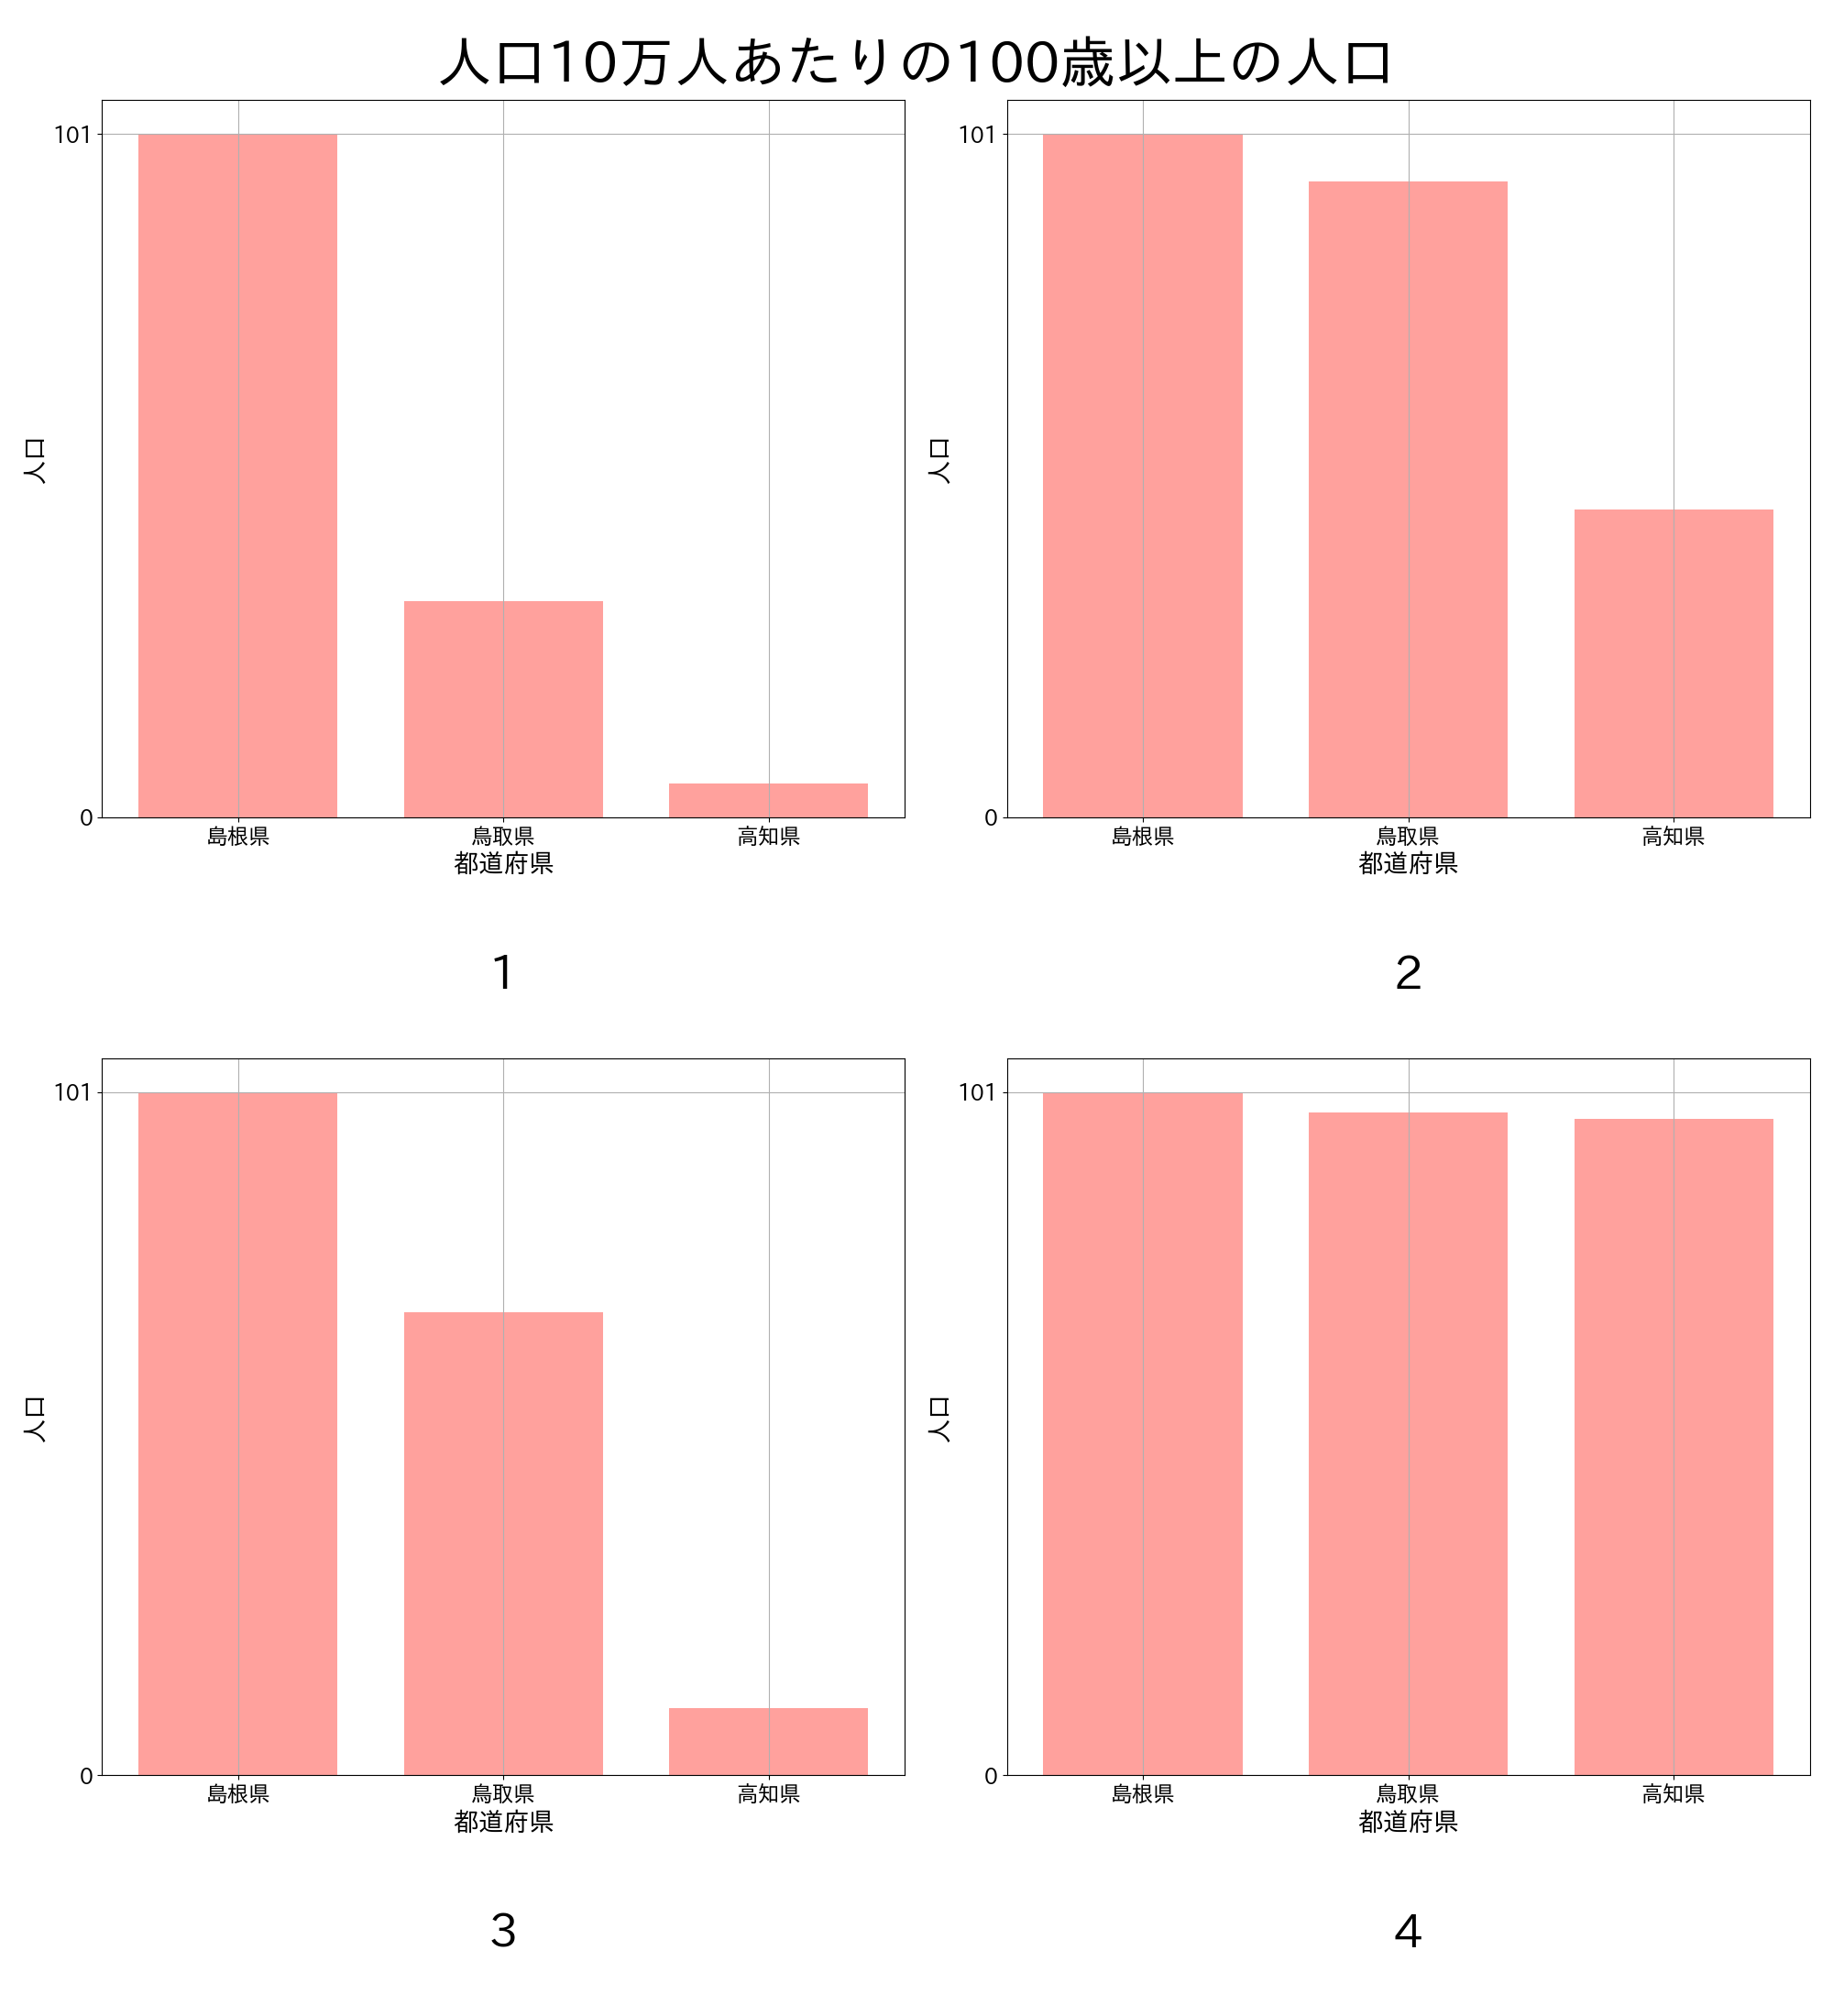 人口10万人あたりの100歳以上の人口
101
人口
0
島根県 鳥取県 高知県
都道府県
1
101
人口
0
島根県 鳥取県 高知県
都道府県
2
101
人口
0
島根県 鳥取県 高知県
都道府県
3
101
人口
0
島根県 鳥取県 高知県
都道府県
4